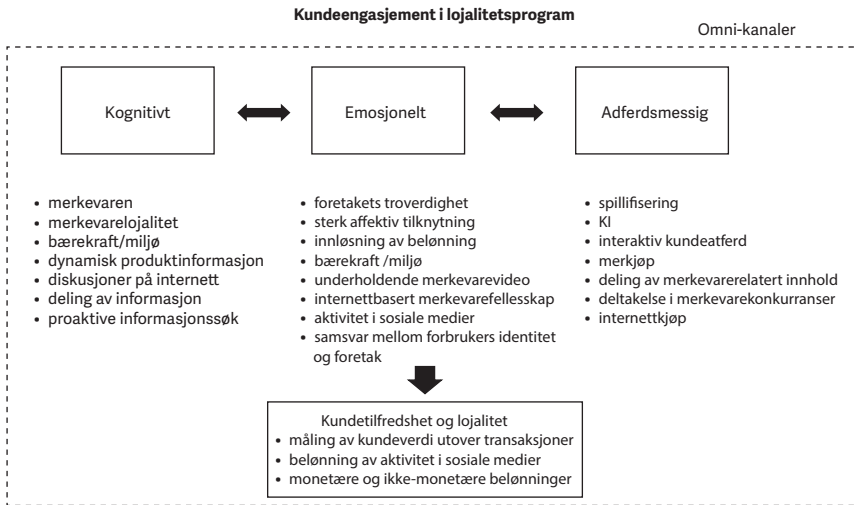 Kundeengasjement i lojalitetsprogram
Omni-kanaler
Kognitivt
Emosjonelt
Adferdsmessig
• merkevaren
• merkevarelojalitet
• bærekraft/miljø
• dynamisk produktinformasjon
• diskusjoner på internett
• deling av informasjon
• proaktive informasjonssøk
• foretakets troverdighet
• sterk affektiv tilknytning
• innløsning av belønning
• bærekraft /miljø
• underholdende merkevarevideo
• internettbasert merkevarefellesskap
• aktivitet i sosiale medier
• samsvar mellom forbrukers identitet
og foretak
• spillifisering
• KI
• interaktiv kundeatferd
• merkjøp
• deling av merkevarerelatert innhold
• deltakelse i merkevarekonkurranser
• internettkjøp
Kundetilfredshet og lojalitet
• måling av kundeverdi utover transaksjoner
• belønning av aktivitet i sosiale medier
• monetære og ikke-monetære belønninger